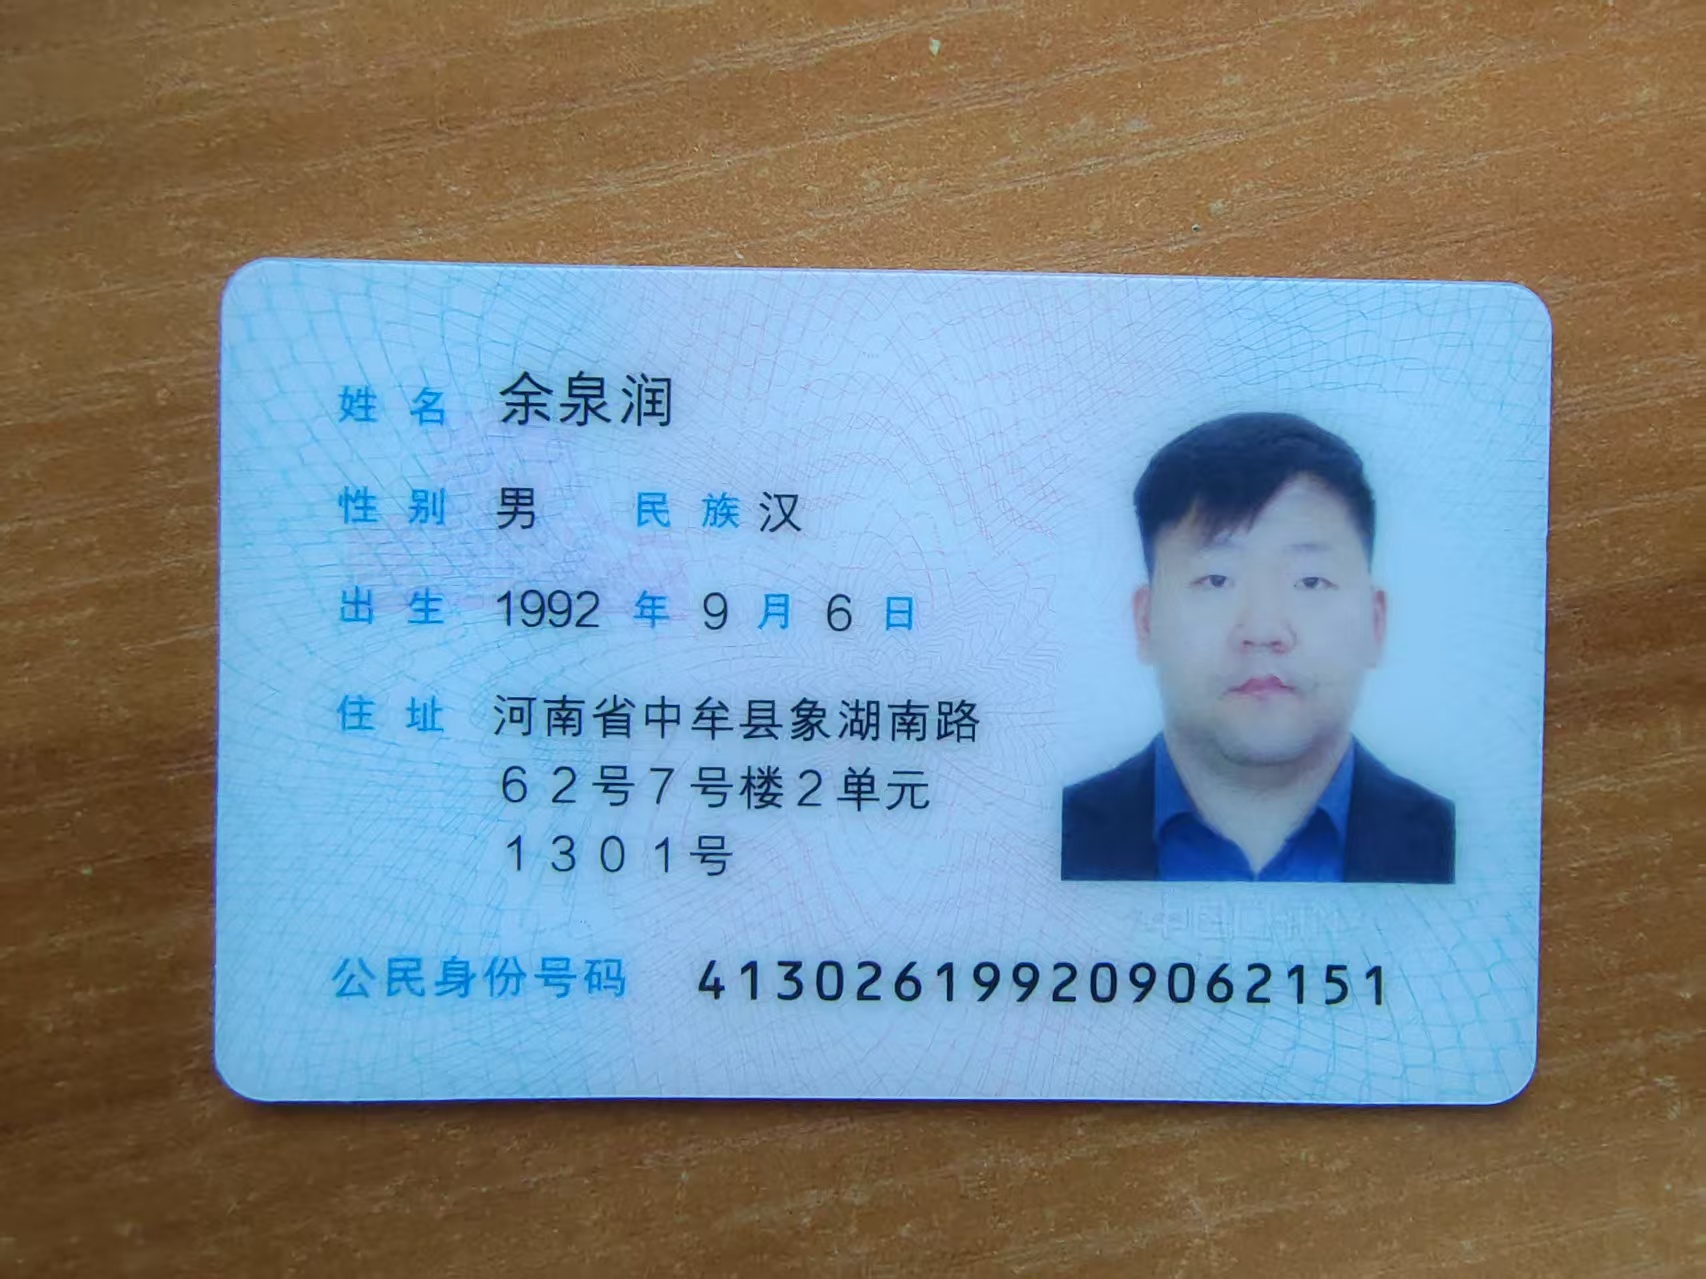 姓名 余泉润
性别 男 民族 汉
出生 1992 年 9 月 6 日
住址 河南省中牟县象湖南路
62号7号楼2单元
1301号
公民身份号码 413026199209062151